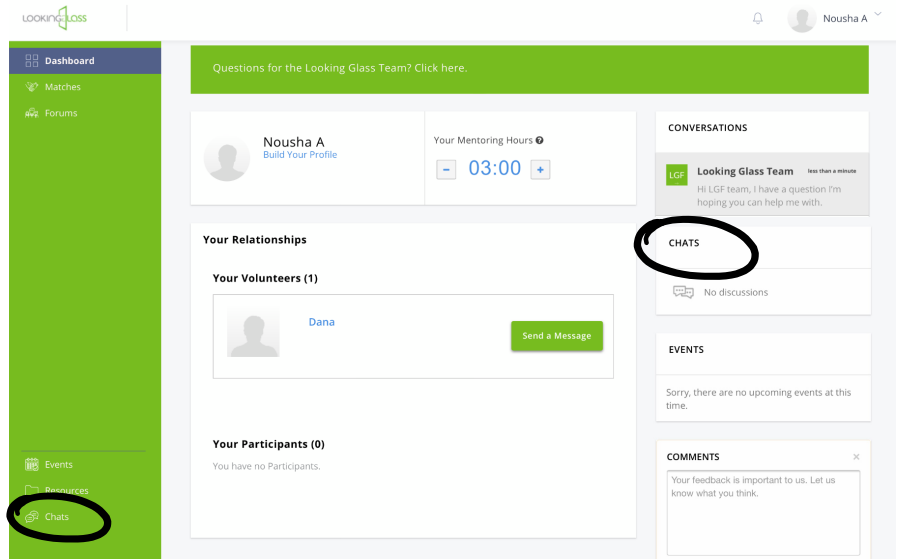 LOOKING GLASS
Nousha A
Dashboard
Matches
Forums
Events
Resources
Chats
Questions for the Looking Glass Team? Click here.
Nousha A
Build Your Profile
Your Mentoring Hours ?
- 03:00 +
Your Relationships
Your Volunteers (1)
Dana
Send a Message
Your Participants (0)
You have no Participants.
CONVERSATIONS
LGF
Looking Glass Team less than a minute
Hi LGF team, I have a question I'm
hoping you can help me with.
CHATS
No discussions
EVENTS
Sorry, there are no upcoming events at this
time.
COMMENTS ×
Your feedback is important to us. Let us
know what you think.